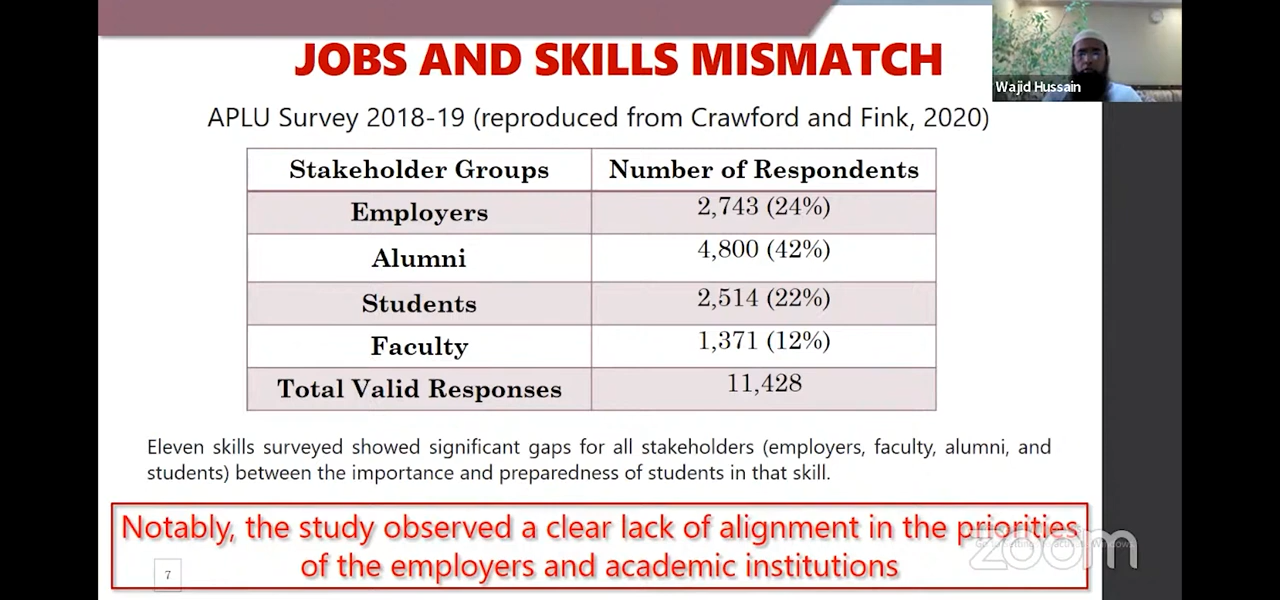 JOBS AND SKILLS MISMATCH
Wajid Hussain
APLU Survey 2018-19 (reproduced from Crawford and Fink, 2020)
Stakeholder Groups Number of Respondents
Employers 2,743 (24%)
Alumni 4,800 (42%)
Students 2,514 (22%)
Faculty 1,371 (12%)
Total Valid Responses 11,428
Eleven skills surveyed showed significant gaps for all stakeholders (employers, faculty, alumni, and
students) between the importance and preparedness of students in that skill.
Notably, the study observed a clear lack of alignment in the priorities
of the employers and academic institutions
zoom
7